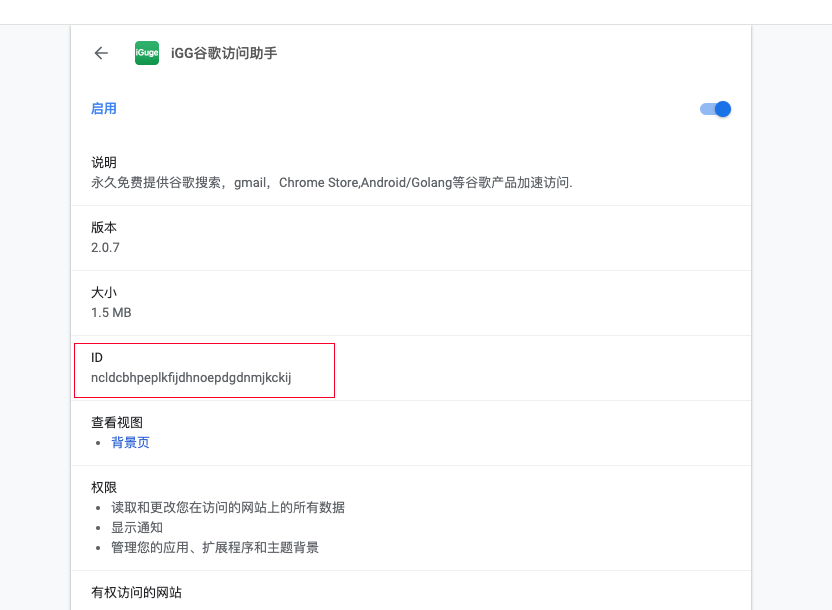 iGuge iGG谷歌访问助手
启用
说明
永久免费提供谷歌搜索，gmail，Chrome Store,Android/Golang等谷歌产品加速访问.
版本
2.0.7
大小
1.5 MB
ID
ncldcbhpeplkfijdhnoepdgdnmjkckij
查看视图
• 背景页
权限
• 读取和更改您在访问的网站上的所有数据
• 显示通知
• 管理您的应用、扩展程序和主题背景
有权访问的网站